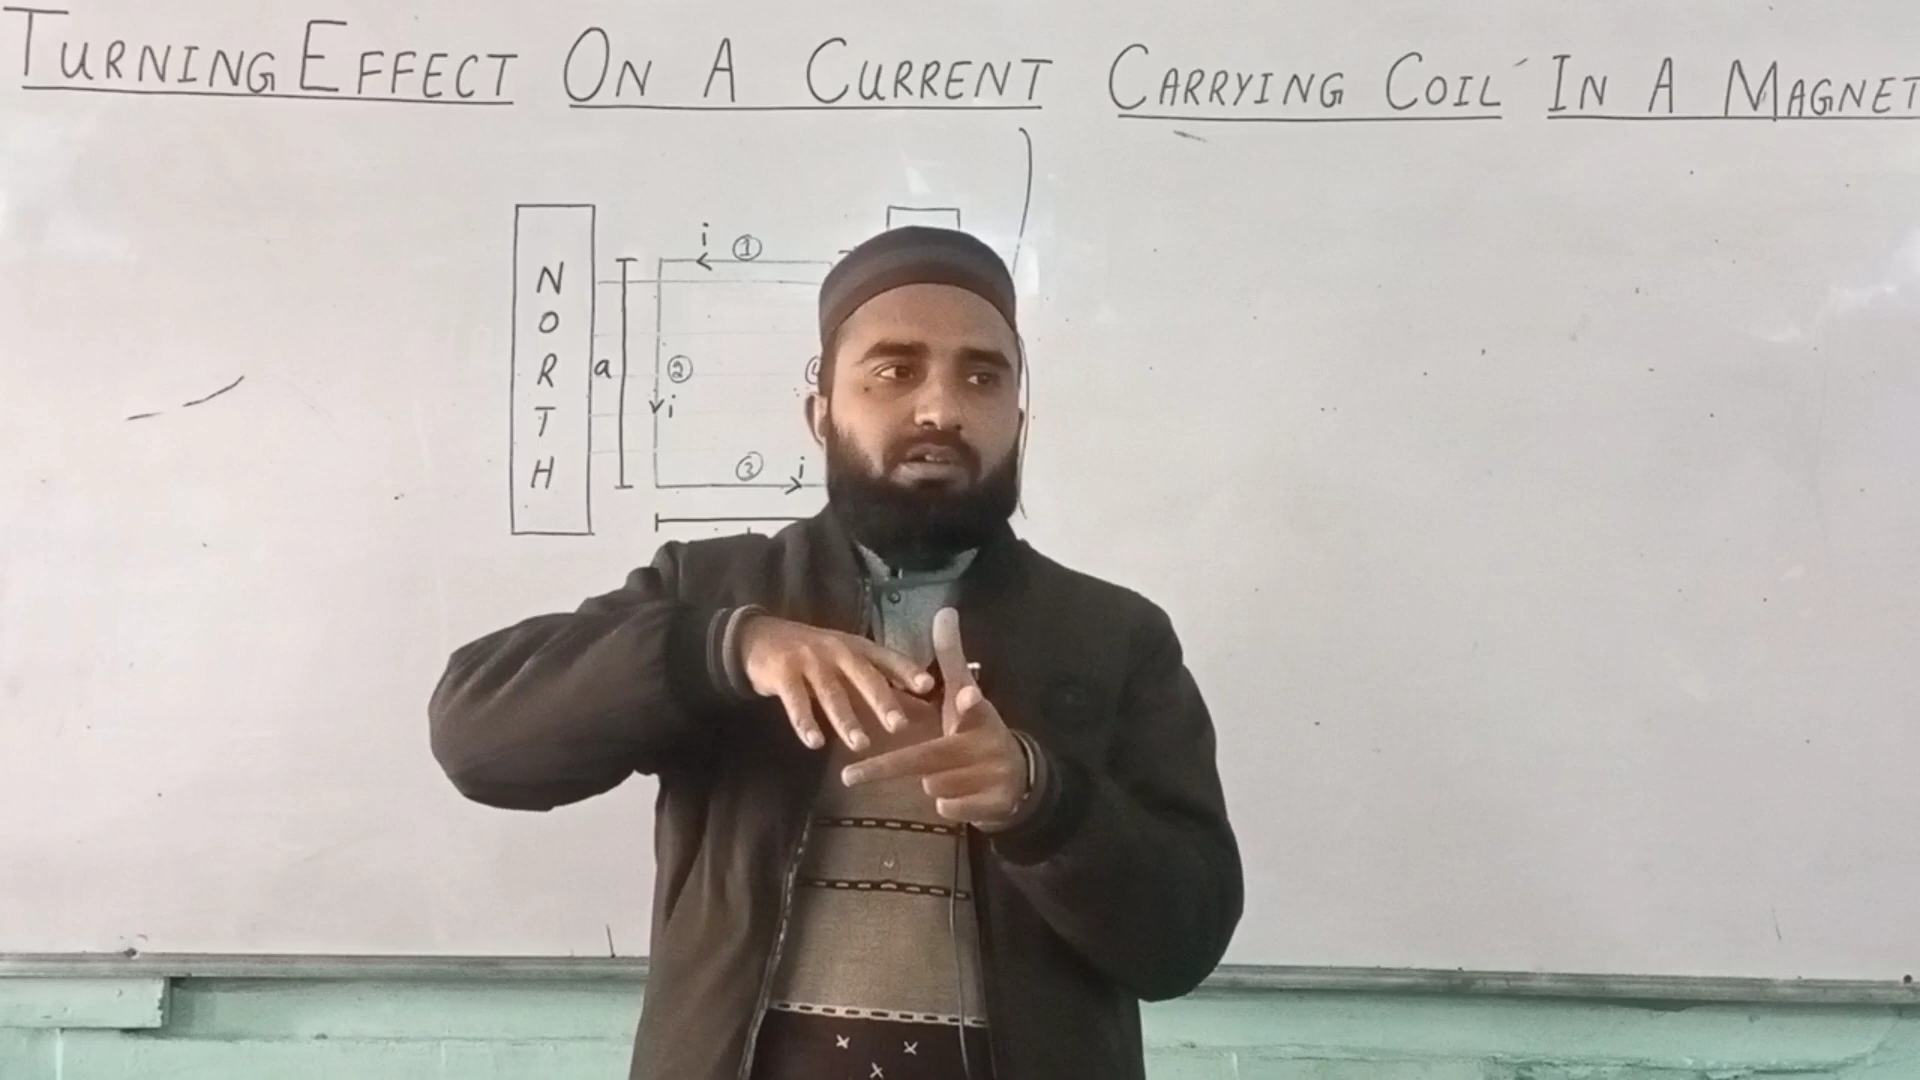 TURNING EFFECT ON A CURRENT CARRYING COIL IN A MAGNET
i ①
N
O
R
T
H
a
②
i
③ i